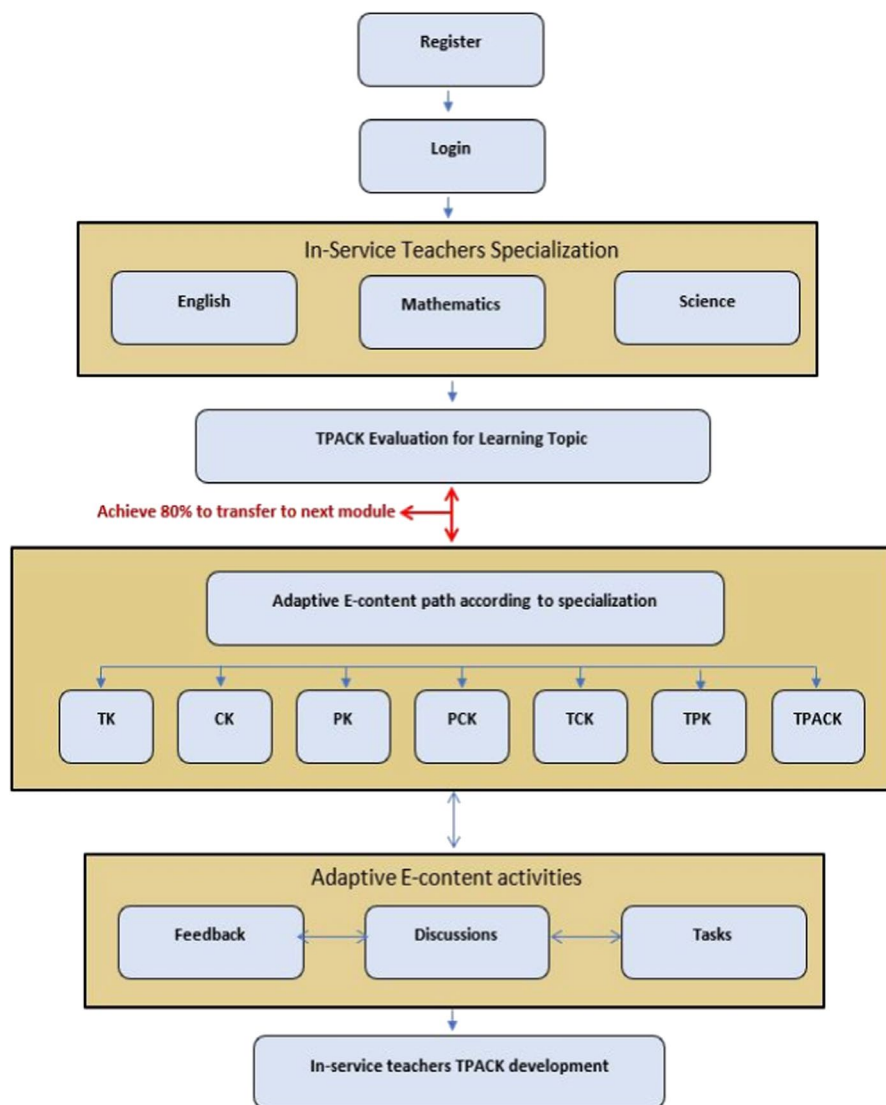 Register
Login
In-Service Teachers Specialization
English
Mathematics
Science
TPACK Evaluation for Learning Topic
Achieve 80% to transfer to next module
Adaptive E-content path according to specialization
TK
CK
PK
PCK
TCK
TPK
TPACK
Adaptive E-content activities
Feedback
Discussions
Tasks
In-service teachers TPACK development